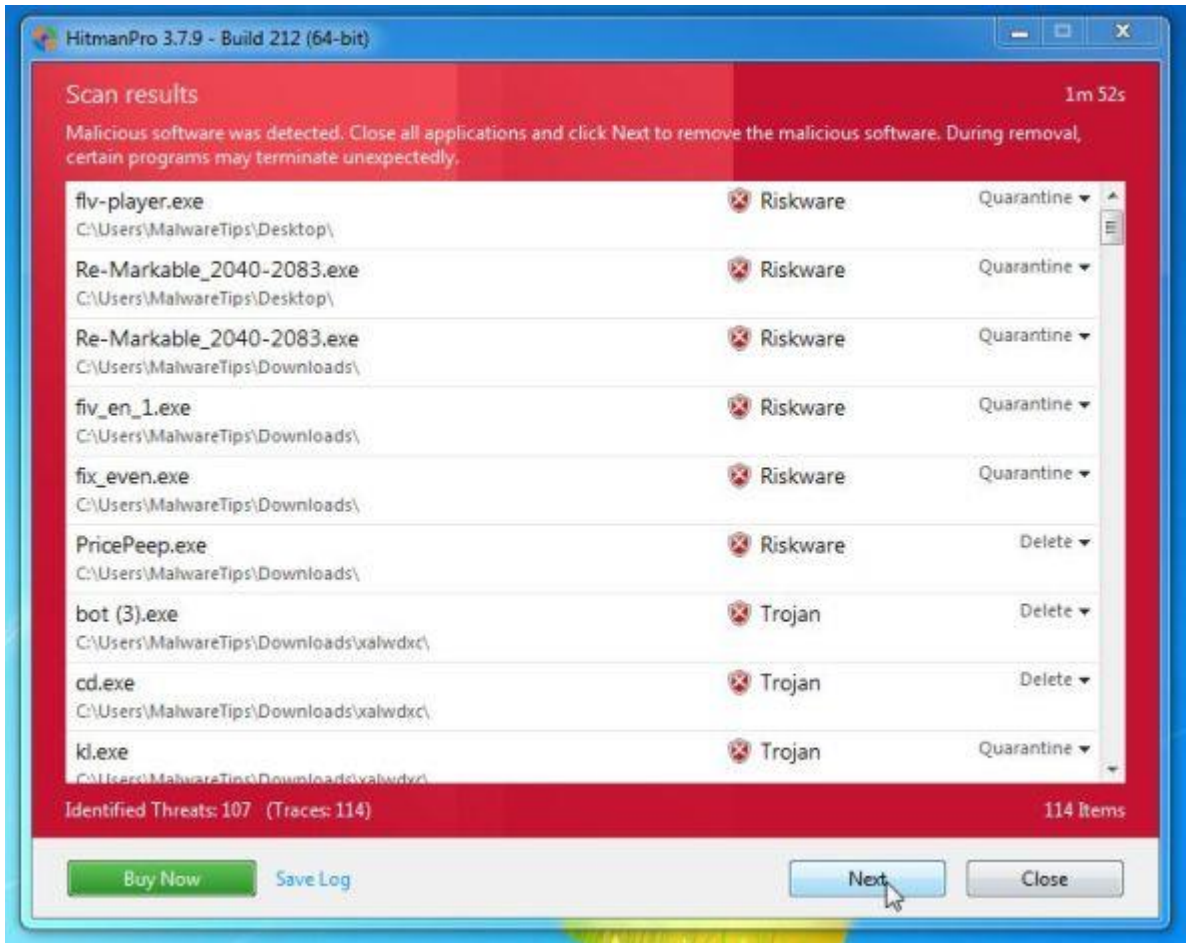 HitmanPro 3.7.9 - Build 212 (64-bit)
Scan results 1m 52s
Malicious software was detected. Close all applications and click Next to remove the malicious software. During removal,
certain programs may terminate unexpectedly.
flv-player.exe Riskware Quarantine
C:\Users\MalwareTips\Desktop\
Re-Markable_2040-2083.exe Riskware Quarantine
C:\Users\MalwareTips\Desktop\
Re-Markable_2040-2083.exe Riskware Quarantine
C:\Users\MalwareTips\Downloads\
fiv_en_1.exe Riskware Quarantine
C:\Users\MalwareTips\Downloads\
fix_even.exe Riskware Quarantine
C:\Users\MalwareTips\Downloads\
PricePeep.exe Riskware Delete
C:\Users\MalwareTips\Downloads\
bot (3).exe Trojan Delete
C:\Users\MalwareTips\Downloads\xalwdxc\
cd.exe Trojan Delete
C:\Users\MalwareTips\Downloads\xalwdxc\
kl.exe Trojan Quarantine
C:\Users\MalwareTips\Downloads\xalwdxc\
Identified Threats: 107 (Traces: 114) 114 Items
Buy Now Save Log Next Close